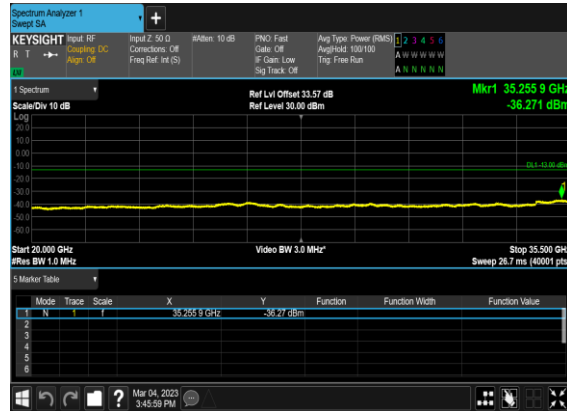 Spectrum Analyzer 1
Swept SA
+
KEYSIGHT Input: RF Input Z: 50 Ω #Atten: 10 dB PNO: Fast Avg Type: Power (RMS) 1 2 3 4 5 6
R T Coupling: DC Corrections: Off Gate: Off Avg|Hold: 100/100 A W W W W W
Align: Off Freq Ref: Int (S) IF Gain: Low Trig: Free Run
Sig Track: Off A N N N N N
1 Spectrum Ref Lvl Offset 33.57 dB Mkr1 35.255 9 GHz
Scale/Div 10 dB Ref Level 30.00 dBm -36.271 dBm
Log
20.0
10.0
0.00
-10.0
DL1 -13.00 dBm
-20.0
-30.0
-40.0
-50.0
-60.0
Start 20.000 GHz Video BW 3.0 MHz* Stop 35.500 GHz
#Res BW 1.0 MHz Sweep 26.7 ms (40001 pts
5 Marker Table
Mode Trace Scale X Y Function Function Width Function Value
1 N 1 f 35.255 9 GHz -36.27 dBm
2
3
4
5
6
? Mar 04, 2023
3:45:59 PM